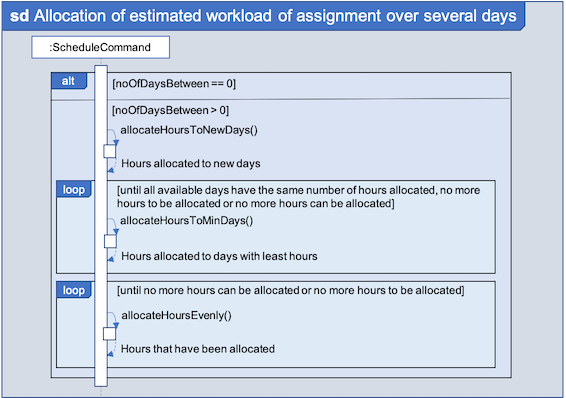 sd Allocation of estimated workload of assignment over several days
:ScheduleCommand
alt
[noOfDaysBetween == 0]
[noOfDaysBetween > 0]
allocateHoursToNewDays()
Hours allocated to new days
loop
[until all available days have the same number of hours allocated, no more
hours to be allocated or no more hours can be allocated]
allocateHoursToMinDays()
Hours allocated to days with least hours
loop
[until no more hours can be allocated or no more hours to be allocated]
allocateHoursEvenly()
Hours that have been allocated